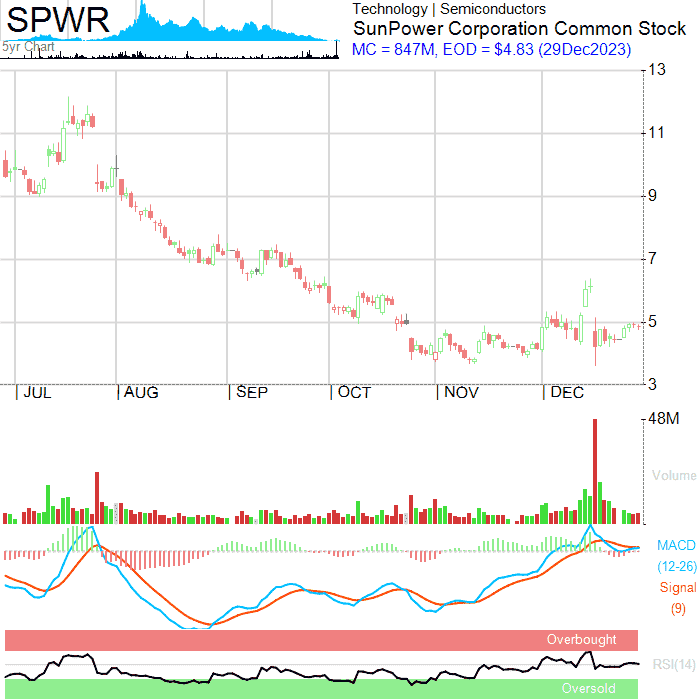 SPWR
5yr Chart
Technology | Semiconductors
SunPower Corporation Common Stock
MC = 847M, EOD = $4.83 (29Dec2023)
13
11
9
7
5
3
| JUL | AUG | SEP | OCT | NOV | DEC
48M
Volume
MACD
(12-26)
Signal
(9)
Overbought
RSI(14)
Oversold